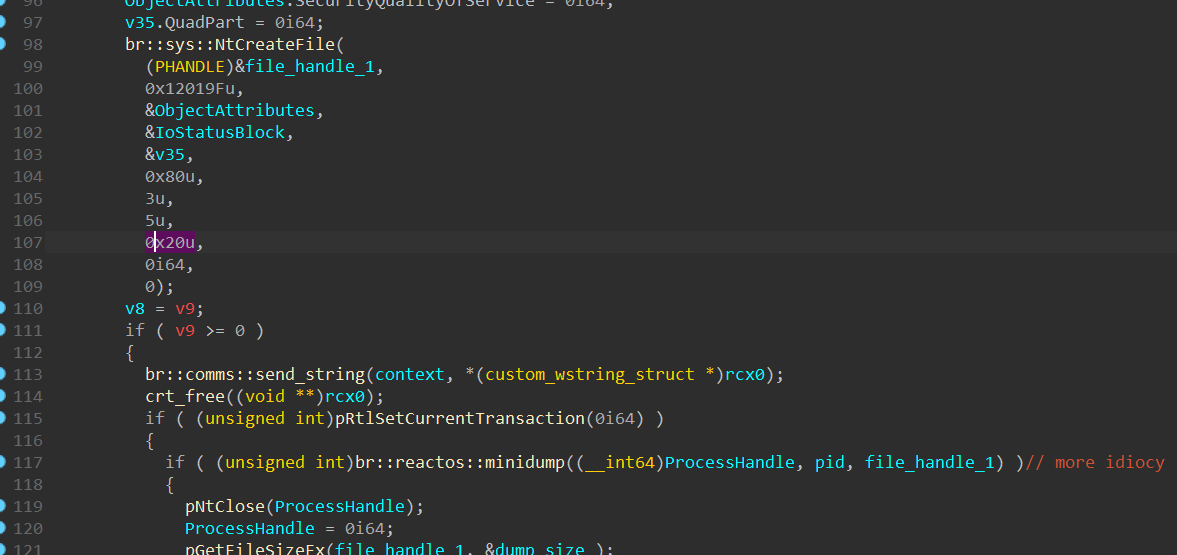 96 ObjectAttributes.SecurityQualityOfService = 0i64;
97 v35.QuadPart = 0i64;
98 br::sys::NtCreateFile(
99 (PHANDLE)&file_handle_1,
100 0x12019Fu,
101 &ObjectAttributes,
102 &IoStatusBlock,
103 &v35,
104 0x80u,
105 3u,
106 5u,
107 0x20u,
108 0i64,
109 0);
110 v8 = v9;
111 if ( v9 >= 0 )
112 {
113 br::comms::send_string(context, *(custom_wstring_struct *)rcx0);
114 crt_free((void **)rcx0);
115 if ( (unsigned int)pRtlSetCurrentTransaction(0i64) )
116 {
117 if ( (unsigned int)br::reactos::minidump((__int64)ProcessHandle, pid, file_handle_1) )// more idiocy
118 {
119 pNtClose(ProcessHandle);
120 ProcessHandle = 0i64;
121 pGetFileSizeEx(file_handle_1, &dump_size_);